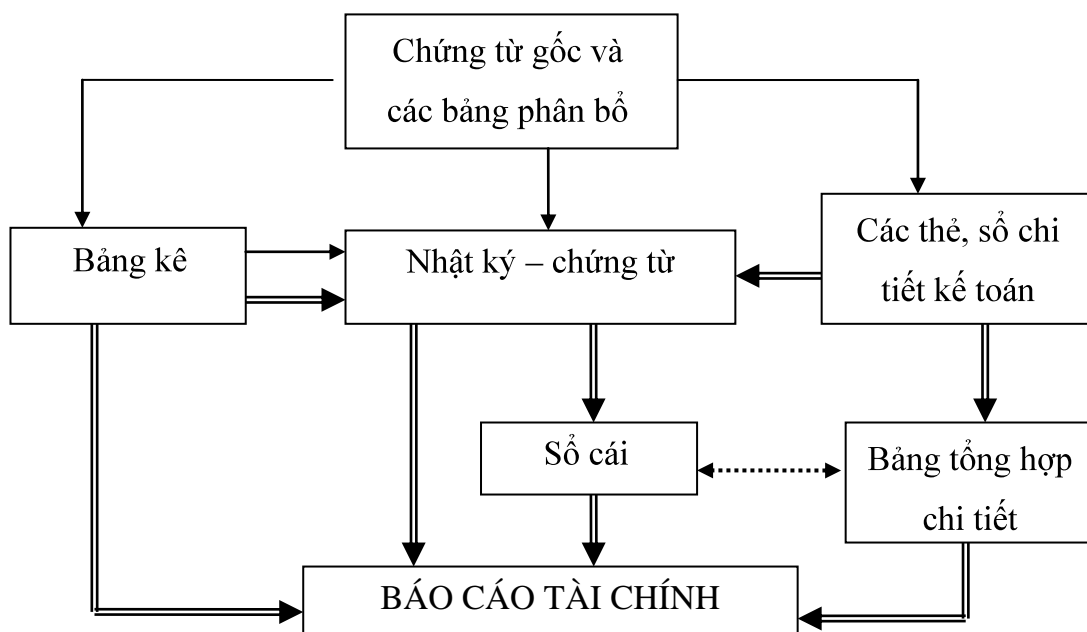 Chứng từ gốc và
các bảng phân bổ
Bảng kê
Nhật ký – chứng từ
Các thẻ, sổ chi
tiết kế toán
Sổ cái
Bảng tổng hợp
chi tiết
BÁO CÁO TÀI CHÍNH